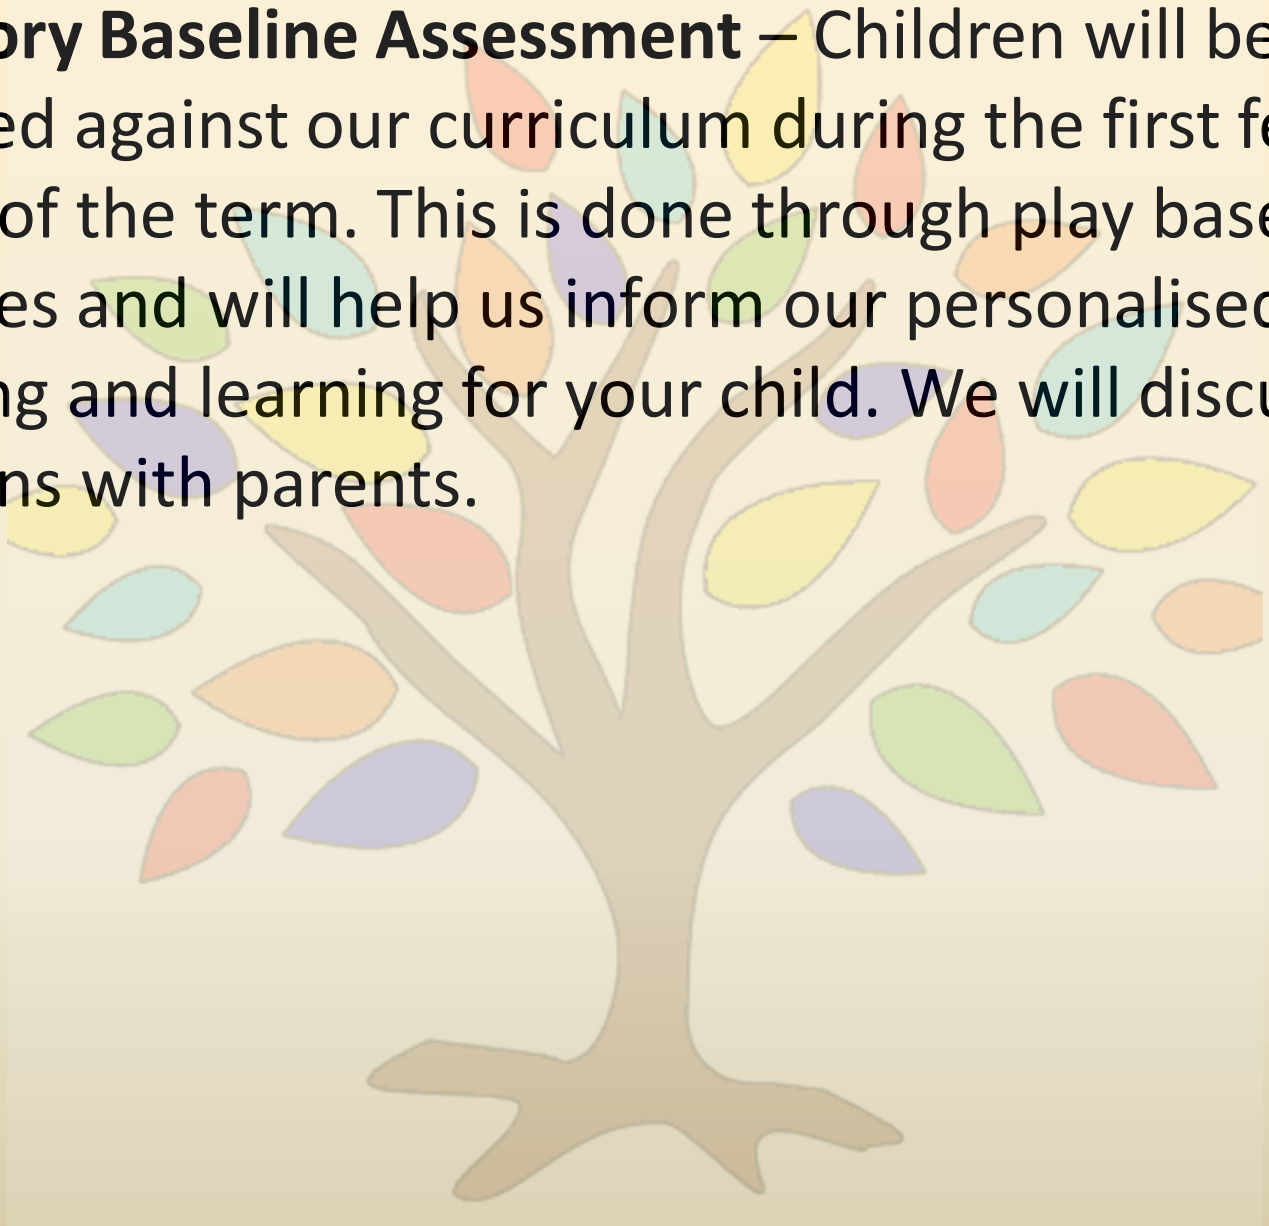 ory Baseline Assessment – Children will be
ed against our curriculum during the first fe
of the term. This is done through play base
es and will help us inform our personalised
ng and learning for your child. We will discu
ns with parents.